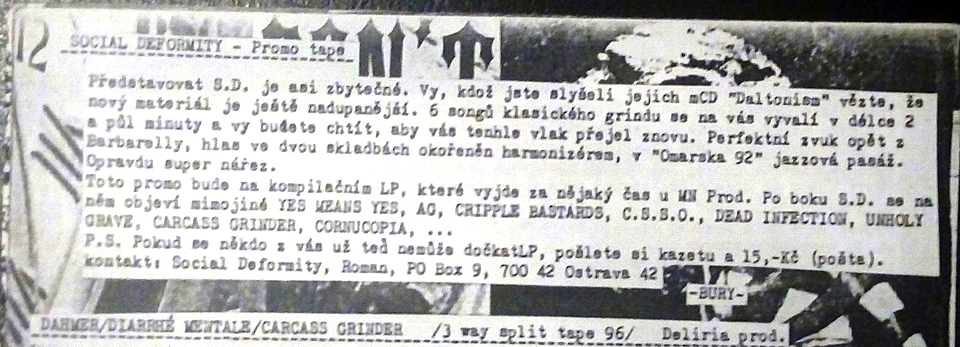 12
SOCIAL DEFORMITY - Promo tape
Představovat S.D. je asi zbytečné. Vy, kdož jste slyšeli jejich mCD "Daltonism" vězte, že
nový materiál je ještě nadupanější. 6 songů klasického grindu se na vás vyvalí v délce 2
a půl minuty a vy budete chtít, aby vás tenhle vlak přejel znovu. Perfektní zvuk opět z
Barbarelly, hlas ve dvou skladbách okořeněn harmonizérem, v "Omarska 92" jazzová pasáž.
Opravdu super nářez.
Toto promo bude na kompilačním LP, které vyjde za nějaký čas u MN Prod. Po boku S.D. se na
něm objeví mimojiné YES MEANS YES, AG, CRIPPLE BASTARDS, C.S.S.O., DEAD INFECTION, UNHOLY
GRAVE, CARCASS GRINDER, CORNUCOPIA, ...
P.S. Pokud se někdo z vás už teď nemůže dočkatLP, pošlete si kazetu a 15,-Kč (pošta).
kontakt: Social Deformity, Roman, PO Box 9, 700 42 Ostrava 42
-BURY-
DAHMER/DIARRHÉ MENTALE/CARCASS GRINDER /3 way split tape 96/ Deliria prod.